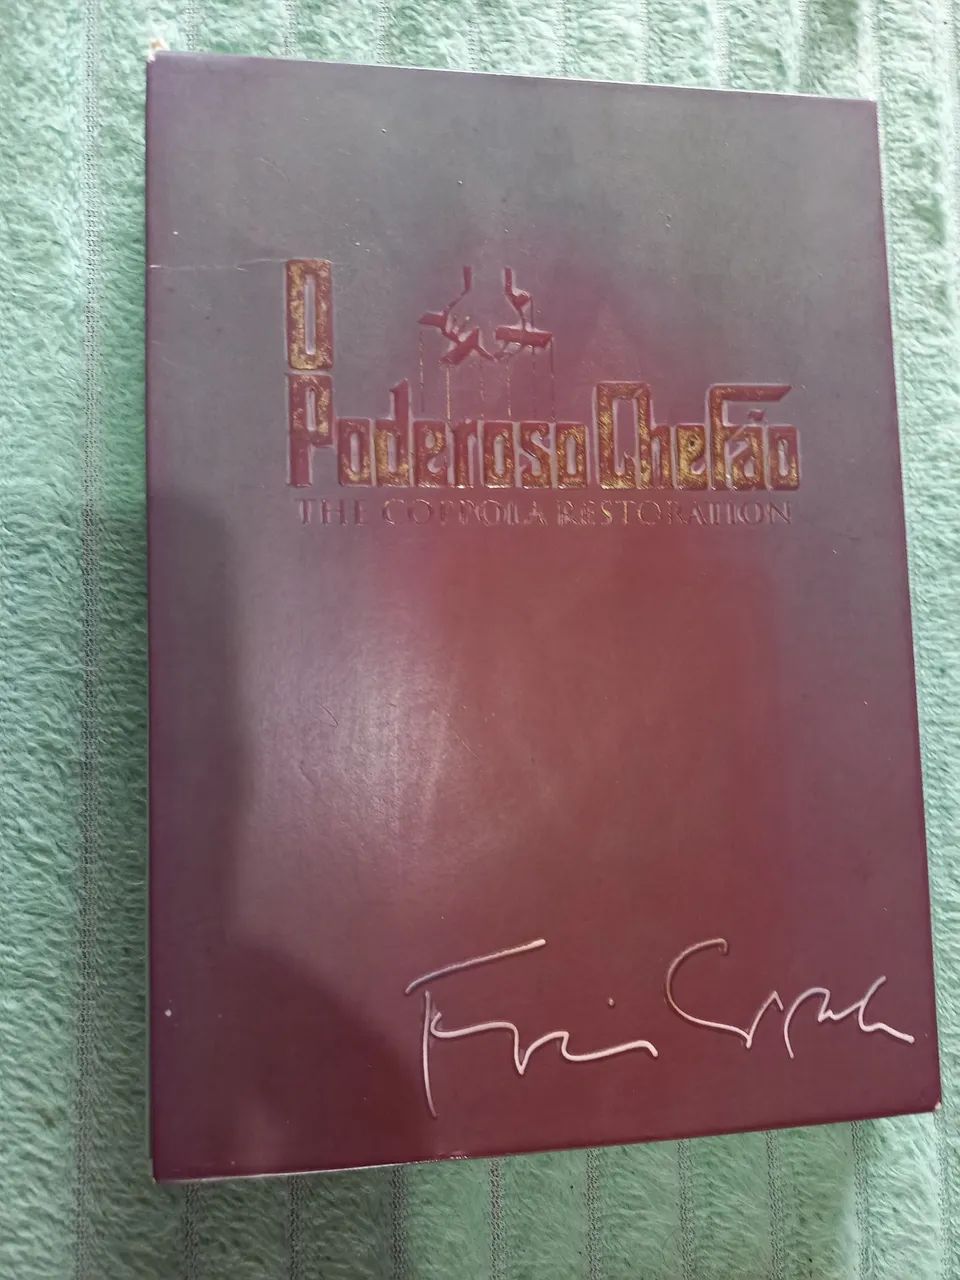 O
Poderoso Chefão
THE COPPOLA RESTORATION